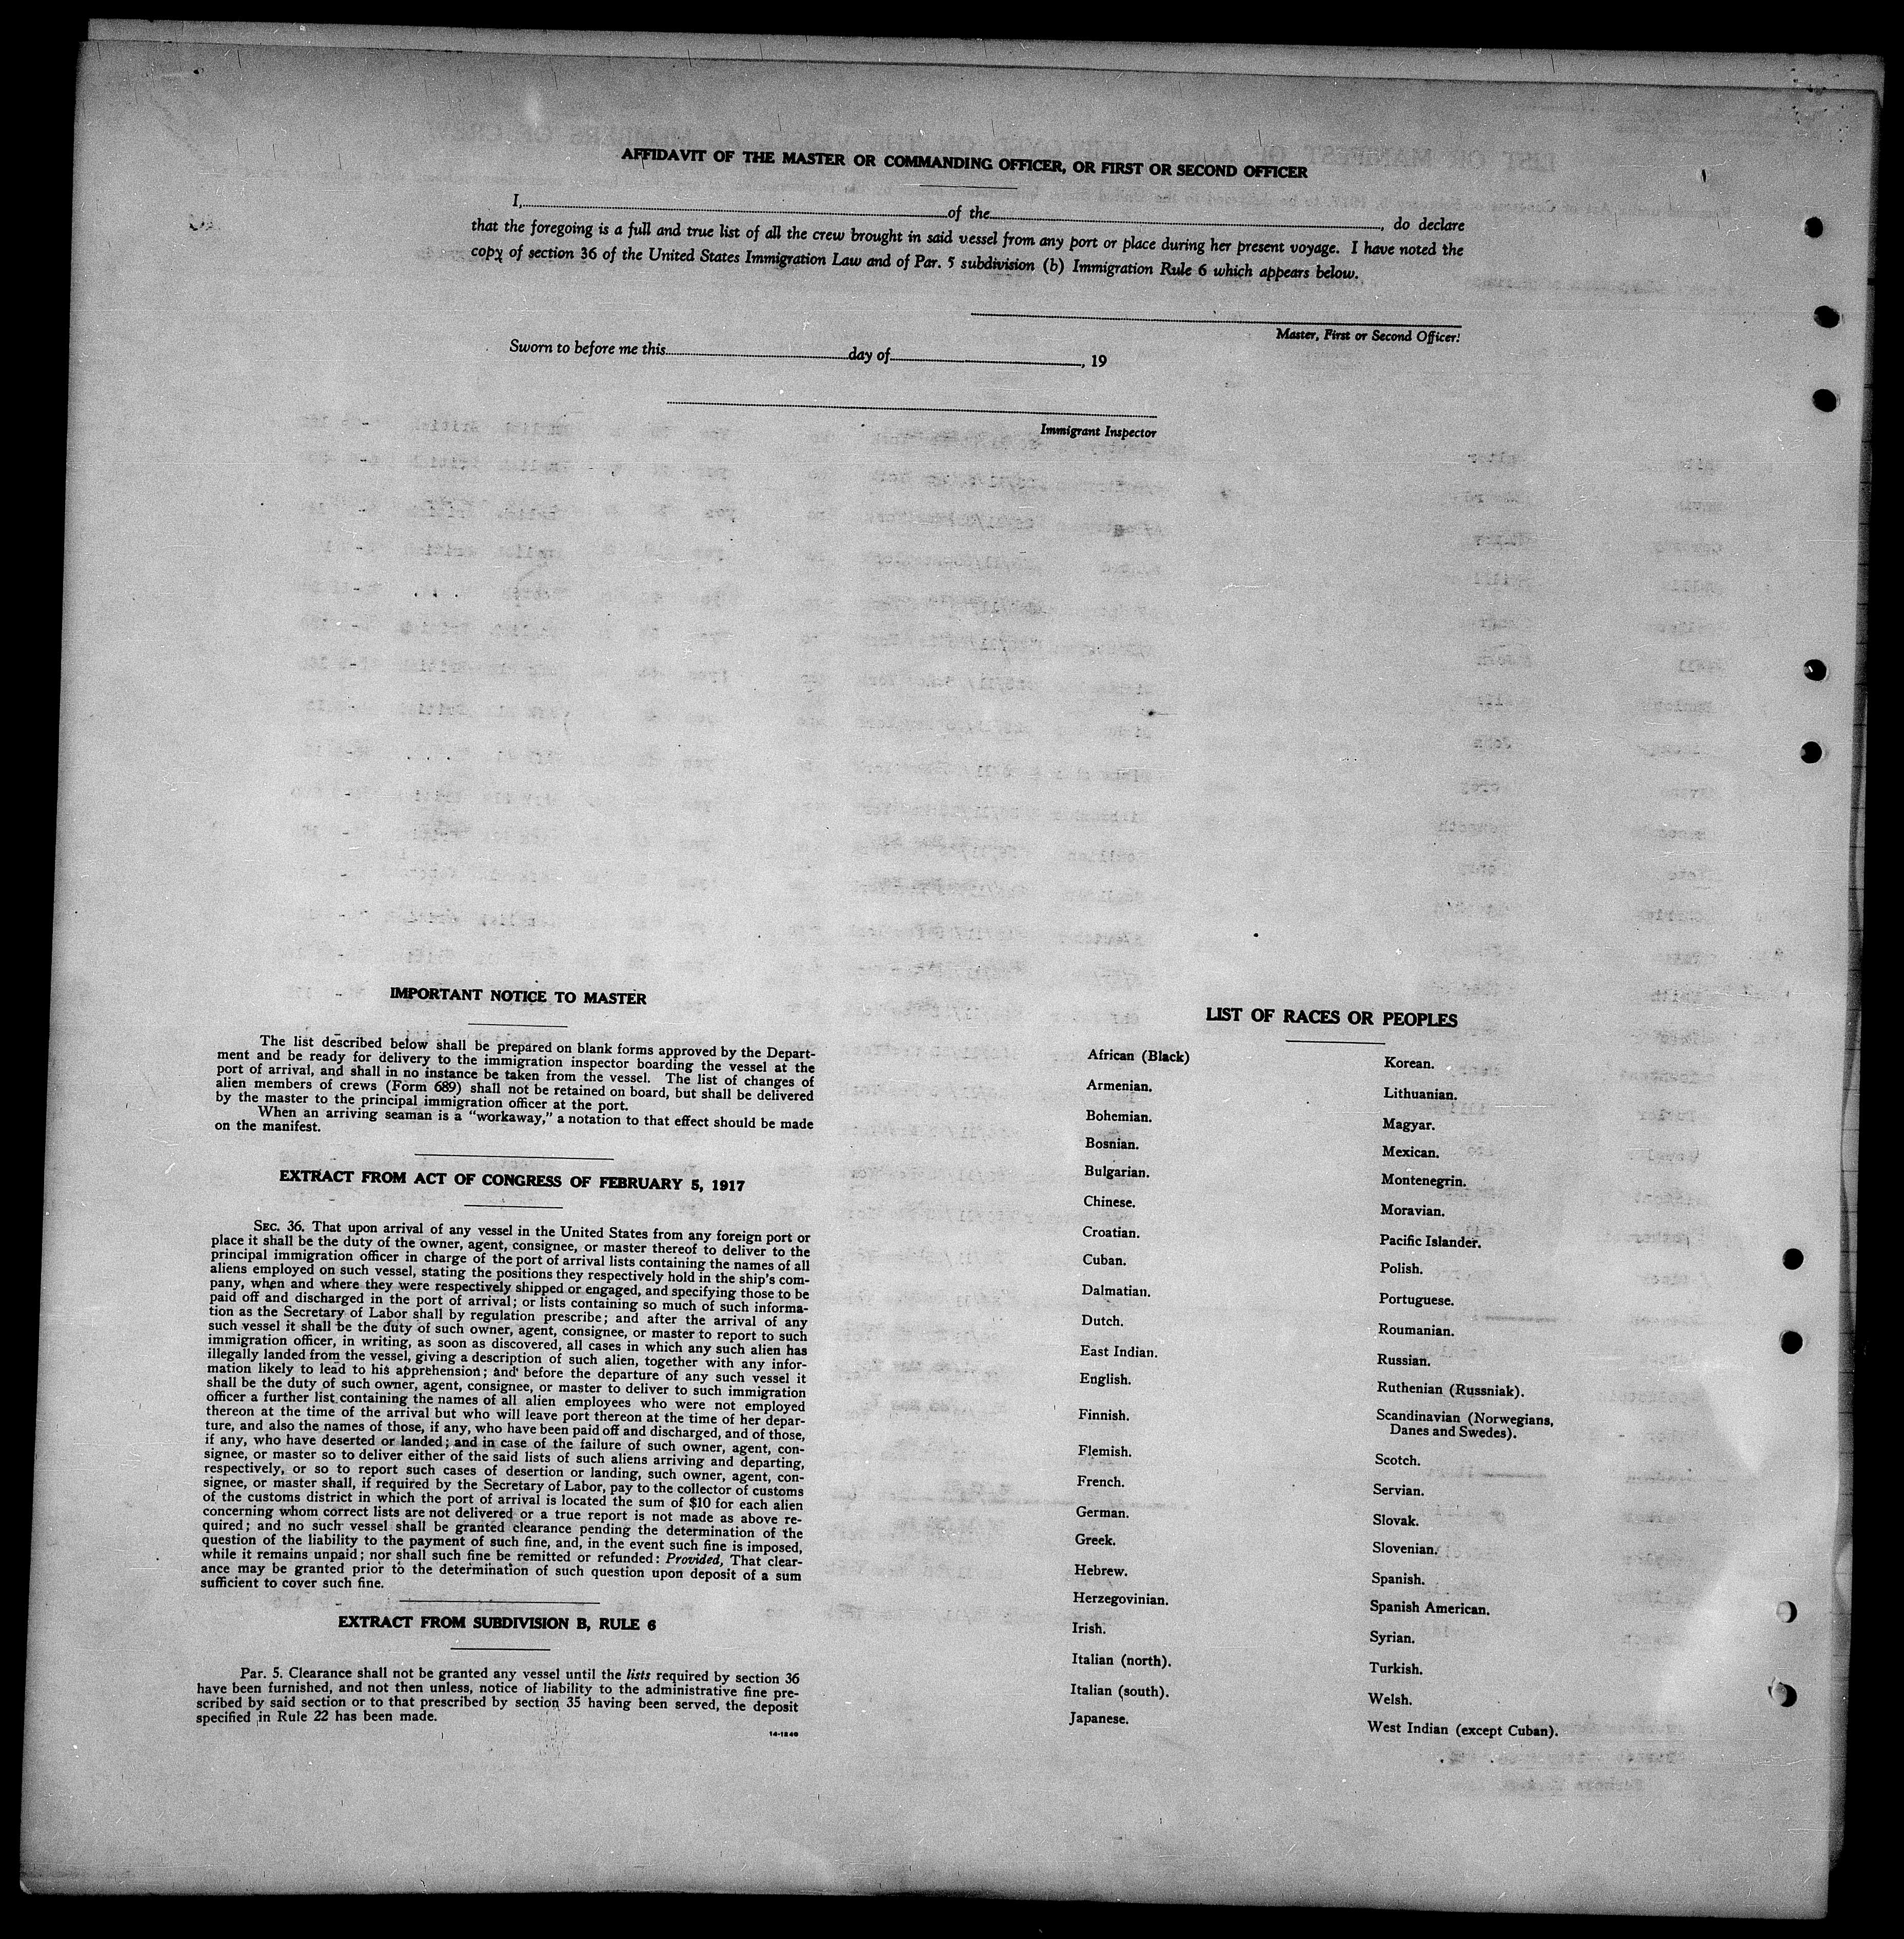 AFFIDAVIT OF THE MASTER OR COMMANDING OFFICER, OR FIRST OR SECOND OFFICER
I, of the , do declare
that the foregoing is a full and true list of all the crew brought in said vessel from any port or place during her present voyage. I have noted the
copy of section 36 of the United States Immigration Law and of Par. 5 subdivision (b) Immigration Rule 6 which appears below.
Master, First or Second Officer.
Sworn to before me this day of , 19
Immigrant Inspector
IMPORTANT NOTICE TO MASTER
The list described below shall be prepared on blank forms approved by the Depart-
ment and be ready for delivery to the immigration inspector boarding the vessel at the
port of arrival, and shall in no instance be taken from the vessel. The list of changes of
alien members of crews (Form 689) shall not be retained on board, but shall be delivered
by the master to the principal immigration officer at the port.
When an arriving seaman is a "workaway," a notation to that effect should be made
on the manifest.
EXTRACT FROM ACT OF CONGRESS OF FEBRUARY 5, 1917
SEC. 36. That upon arrival of any vessel in the United States from any foreign port or
place it shall be the duty of the owner, agent, consignee, or master thereof to deliver to the
principal immigration officer in charge of the port of arrival lists containing the names of all
aliens employed on such vessel, stating the positions they respectively hold in the ship's com-
pany, when and where they were respectively shipped or engaged, and specifying those to be
paid off and discharged in the port of arrival; or lists containing so much of such informa-
tion as the Secretary of Labor shall by regulation prescribe; and after the arrival of any
such vessel it shall be the duty of such owner, agent, consignee, or master to report to such
immigration officer, in writing, as soon as discovered, all cases in which any such alien has
illegally landed from the vessel, giving a description of such alien, together with any infor-
mation likely to lead to his apprehension; and before the departure of any such vessel it
shall be the duty of such owner, agent, consignee, or master to deliver to such immigration
officer a further list containing the names of all alien employees who were not employed
thereon at the time of the arrival but who will leave port thereon at the time of her depar-
ture, and also the names of those, if any, who have been paid off and discharged, and of those,
if any, who have deserted or landed; and in case of the failure of such owner, agent, con-
signee, or master so to deliver either of the said lists of such aliens arriving and departing,
respectively, or so to report such cases of desertion or landing, such owner, agent, con-
signee, or master shall, if required by the Secretary of Labor, pay to the collector of customs
of the customs district in which the port of arrival is located the sum of $10 for each alien
concerning whom correct lists are not delivered or a true report is not made as above re-
quired; and no such vessel shall be granted clearance pending the determination of the
question of the liability to the payment of such fine, and, in the event such fine is imposed,
while it remains unpaid; nor shall such fine be remitted or refunded: Provided, That clear-
ance may be granted prior to the determination of such question upon deposit of a sum
sufficient to cover such fine.
EXTRACT FROM SUBDIVISION B, RULE 6
Par. 5. Clearance shall not be granted any vessel until the lists required by section 36
have been furnished, and not then unless, notice of liability to the administrative fine pre-
scribed by said section or to that prescribed by section 35 having been served, the deposit
specified in Rule 22 has been made.
14-1240
LIST OF RACES OR PEOPLES
African (Black)
Armenian.
Bohemian.
Bosnian.
Bulgarian.
Chinese.
Croatian.
Cuban.
Dalmatian.
Dutch.
East Indian.
English.
Finnish.
Flemish.
French.
German.
Greek.
Hebrew.
Herzegovinian.
Irish.
Italian (north).
Italian (south).
Japanese.
Korean.
Lithuanian.
Magyar.
Mexican.
Montenegrin.
Moravian.
Pacific Islander.
Polish.
Portuguese.
Roumanian.
Russian.
Ruthenian (Russniak).
Scandinavian (Norwegians,
Danes and Swedes).
Scotch.
Servian.
Slovak.
Slovenian.
Spanish.
Spanish American.
Syrian.
Turkish.
Welsh.
West Indian (except Cuban).